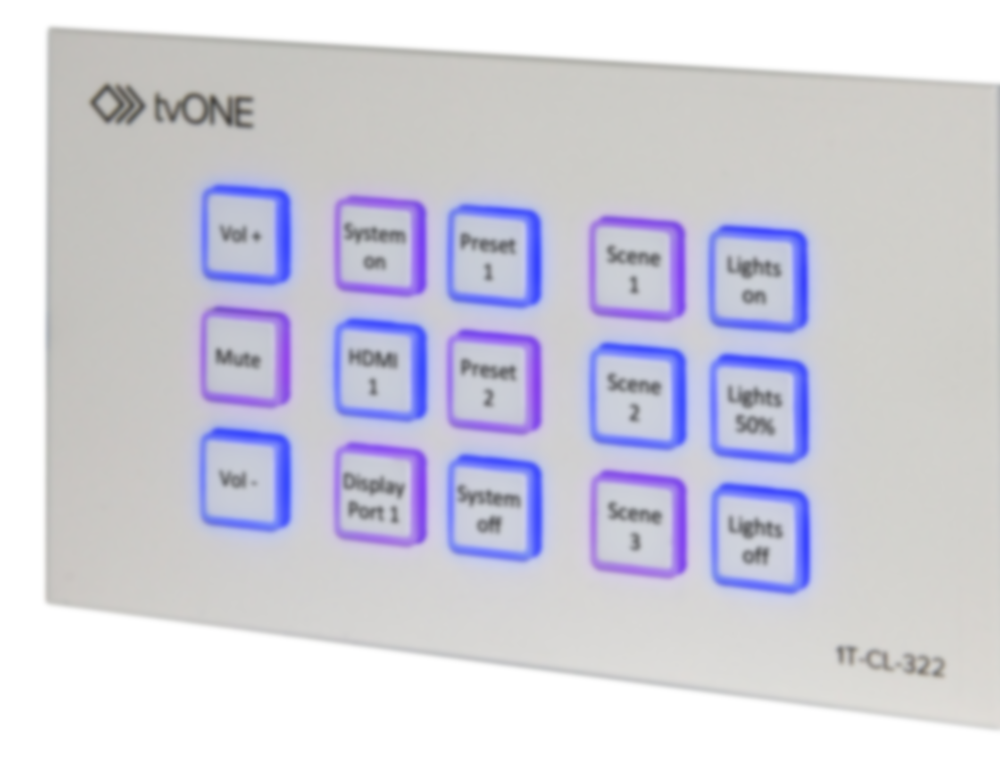 tvONE
Vol +
System
on
Preset
1
Scene
1
Lights
on
Mute
HDMI
1
Preset
2
Scene
2
Lights
50%
Vol -
Display
Port 1
System
off
Scene
3
Lights
off
1T-CL-322